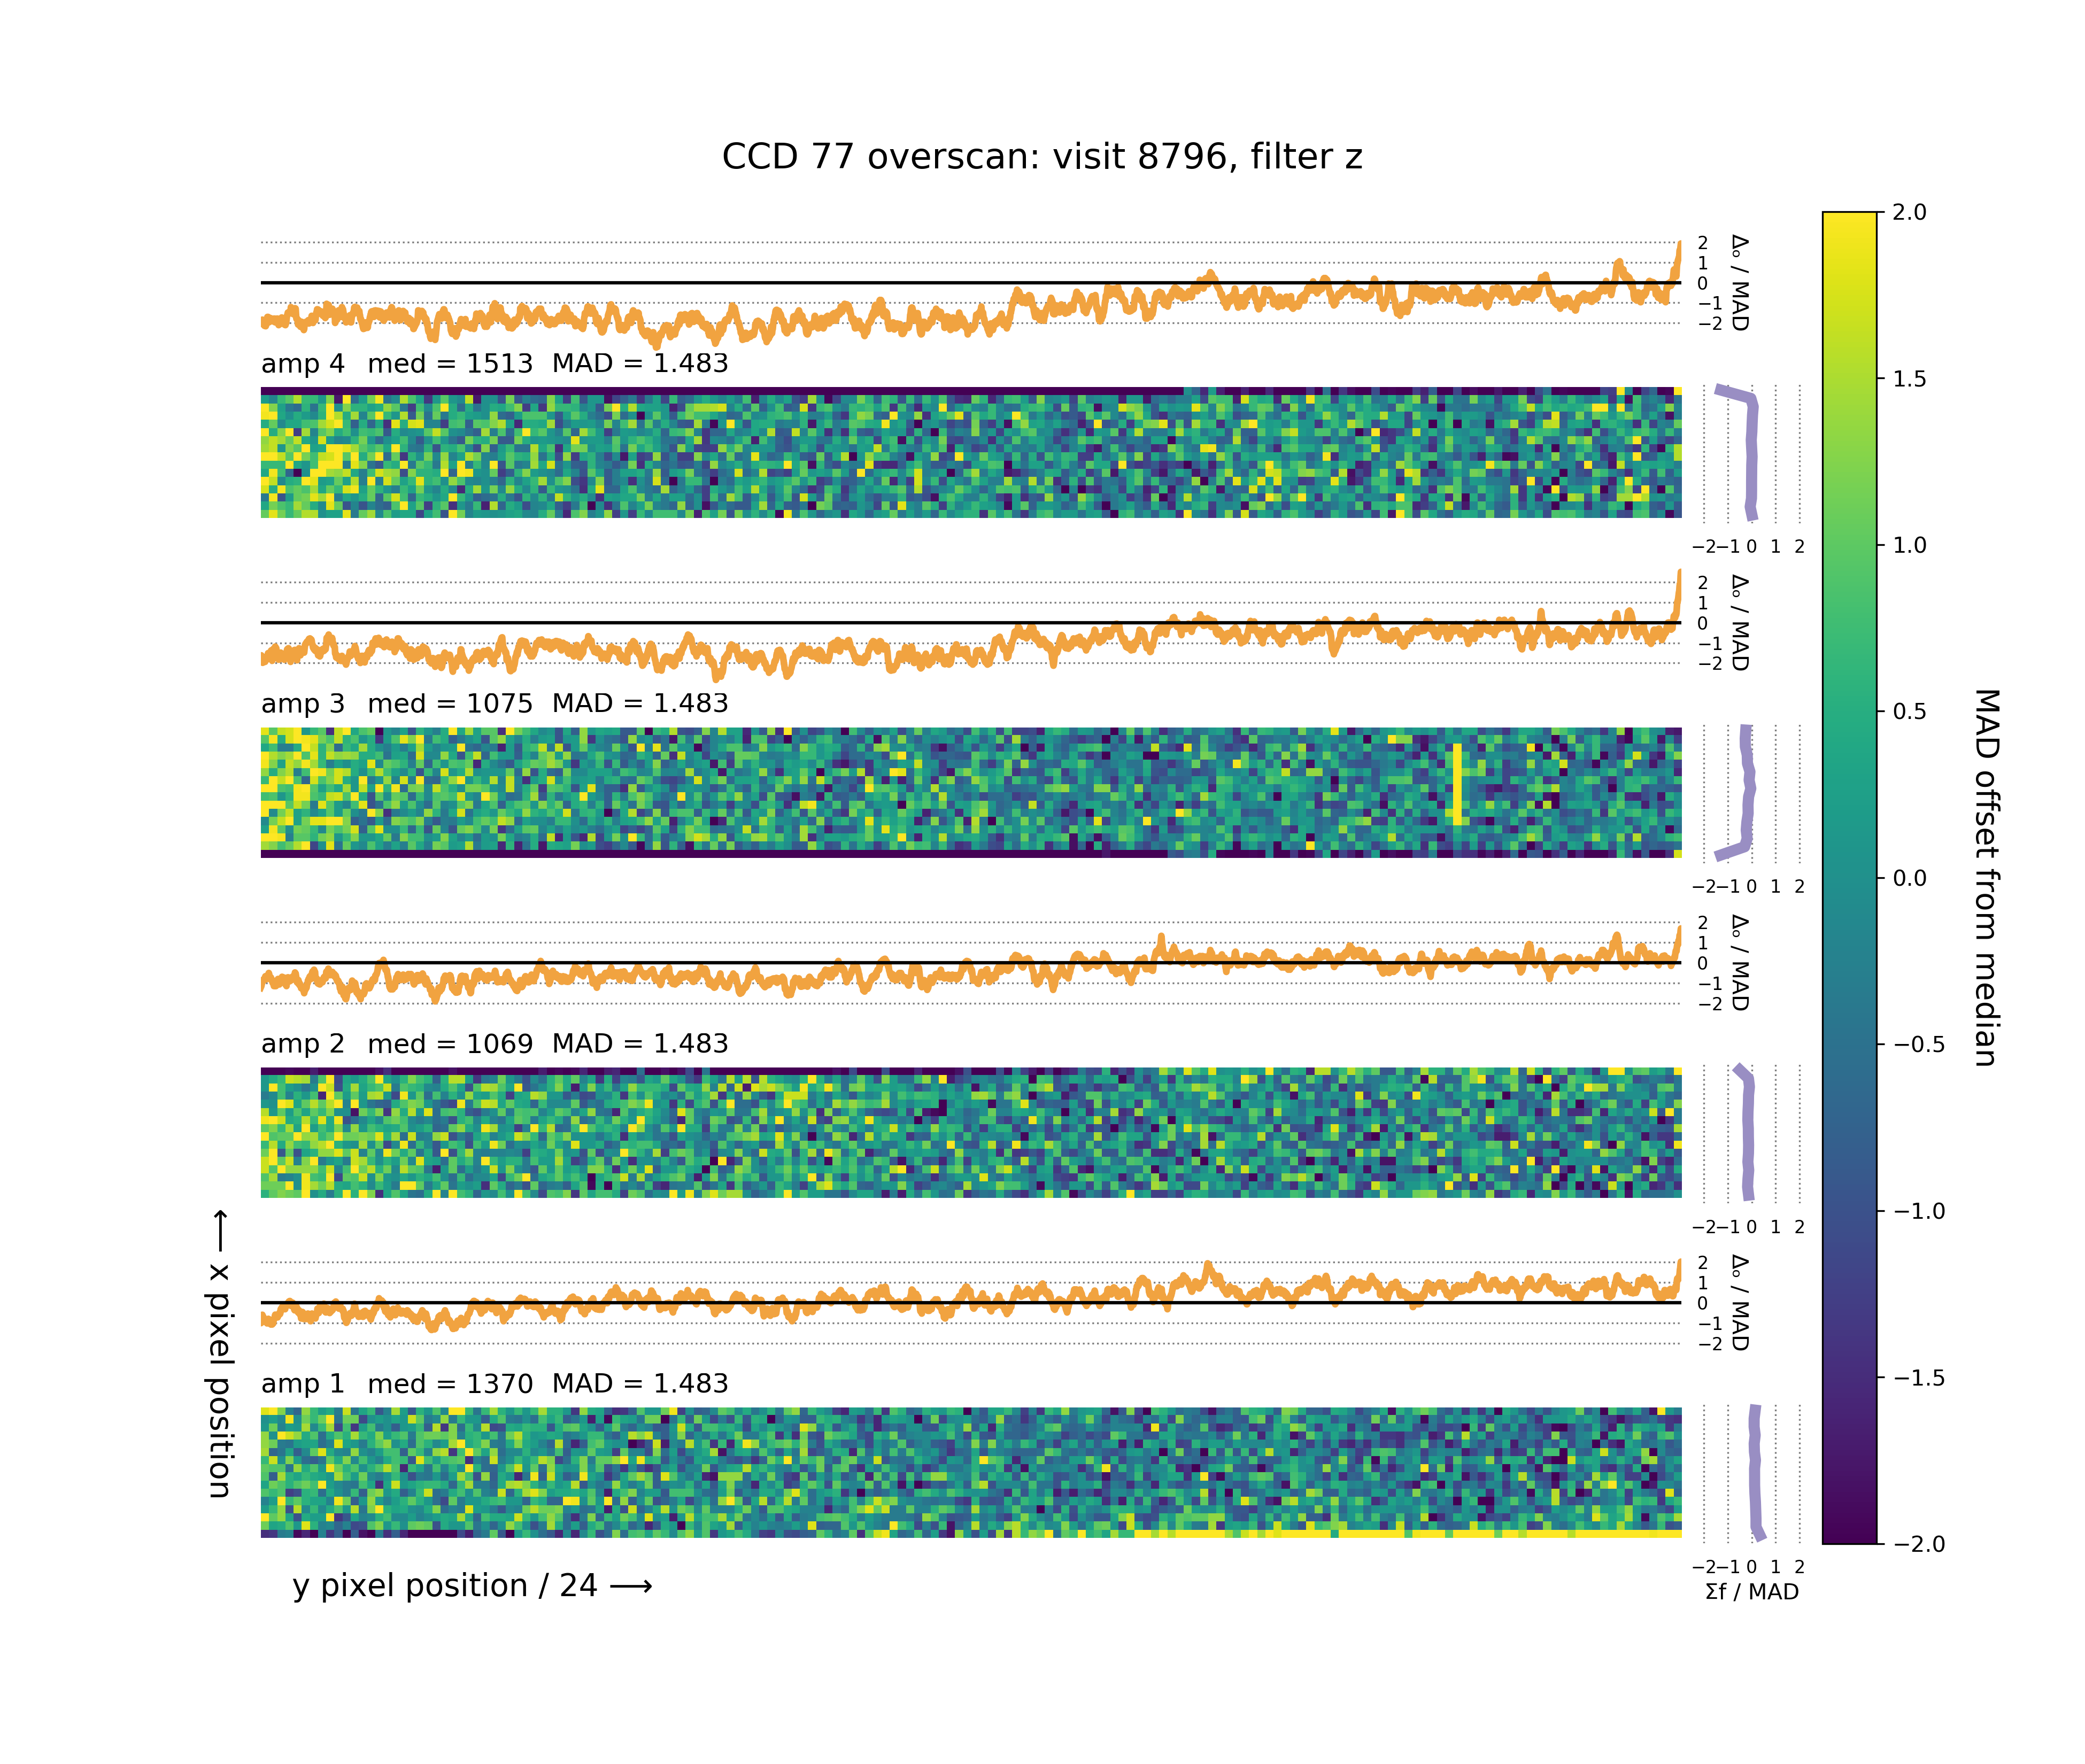 CCD 77 overscan: visit 8796, filter z
2
1
0
−1
−2
Δₒ / MAD
amp 4 med = 1513 MAD = 1.483
−2 −1 0 1 2
2
1
0
−1
−2
Δₒ / MAD
amp 3 med = 1075 MAD = 1.483
−2 −1 0 1 2
2
1
0
−1
−2
Δₒ / MAD
amp 2 med = 1069 MAD = 1.483
−2 −1 0 1 2
2
1
0
−1
−2
Δₒ / MAD
amp 1 med = 1370 MAD = 1.483
−2 −1 0 1 2
Σf / MAD
x pixel position ⟶
y pixel position / 24 ⟶
2.0
1.5
1.0
0.5
0.0
−0.5
−1.0
−1.5
−2.0
MAD offset from median